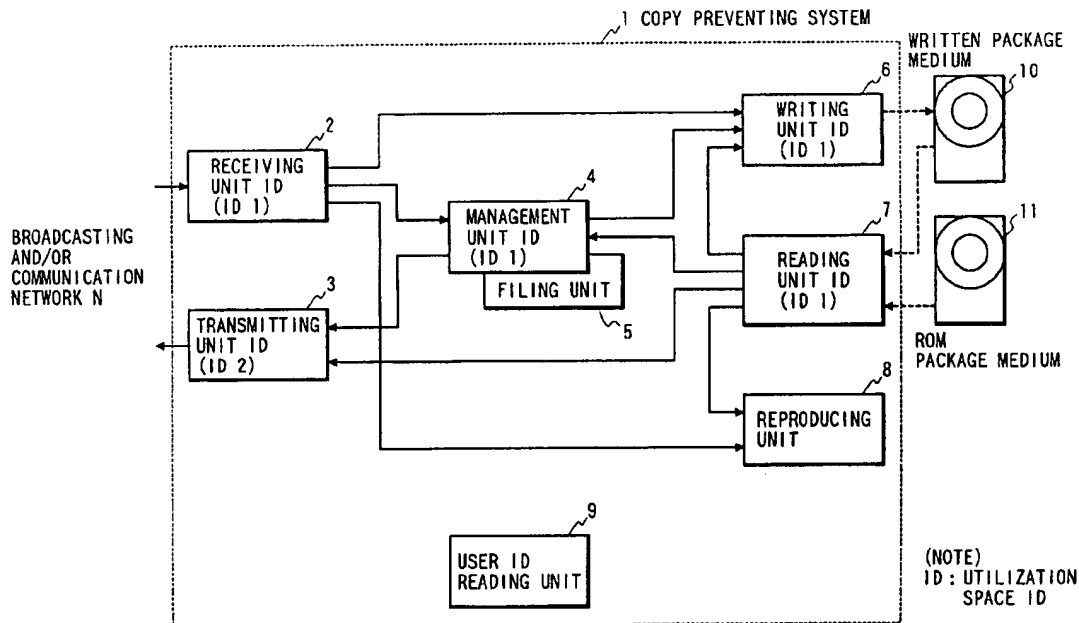 1 COPY PREVENTING SYSTEM
WRITTEN PACKAGE
MEDIUM
10
6
WRITING
UNIT ID
(ID 1)
2
RECEIVING
UNIT ID
(ID 1)
4
MANAGEMENT
UNIT ID
(ID 1)
FILING UNIT
5
7
READING
UNIT ID
(ID 1)
11
ROM
PACKAGE MEDIUM
BROADCASTING
AND/OR
COMMUNICATION
NETWORK N
3
TRANSMITTING
UNIT ID
(ID 2)
8
REPRODUCING
UNIT
9
USER ID
READING UNIT
(NOTE)
ID : UTILIZATION
SPACE ID